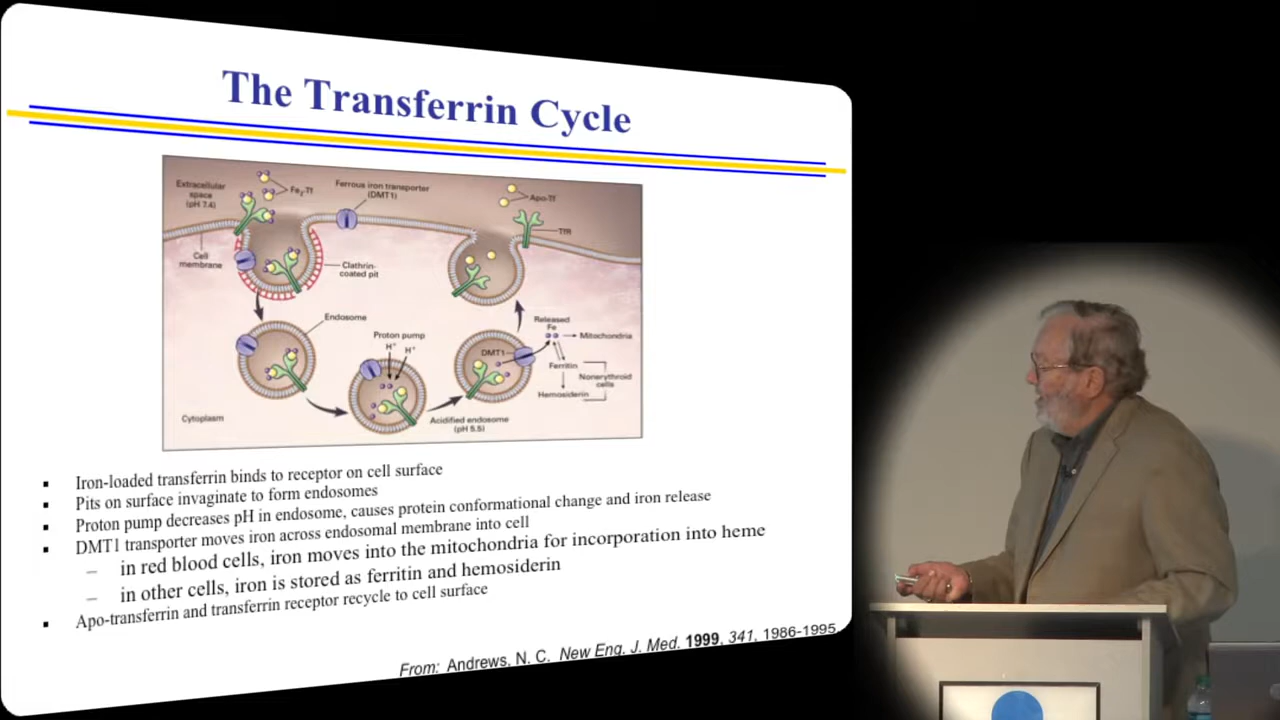 The Transferrin Cycle
Extracellular
space
(pH 7.4)
Fe2-Tf
Ferrous iron transporter
(DMT1)
Apo-Tf
TfR
Cell
membrane
Clathrin-
coated pit
Endosome
Proton pump
H+ H+
Released
Fe
Mitochondria
DMT1
Ferritin
Nonerythroid
cells
Hemosiderin
Cytoplasm
Acidified endosome
(pH 5.5)
▪ Iron-loaded transferrin binds to receptor on cell surface
▪ Pits on surface invaginate to form endosomes
▪ Proton pump decreases pH in endosome, causes protein conformational change and iron release
▪ DMT1 transporter moves iron across endosomal membrane into cell
– in red blood cells, iron moves into the mitochondria for incorporation into heme
– in other cells, iron is stored as ferritin and hemosiderin
▪ Apo-transferrin and transferrin receptor recycle to cell surface
From: Andrews, N. C. New Eng. J. Med. 1999, 341, 1986-1995.